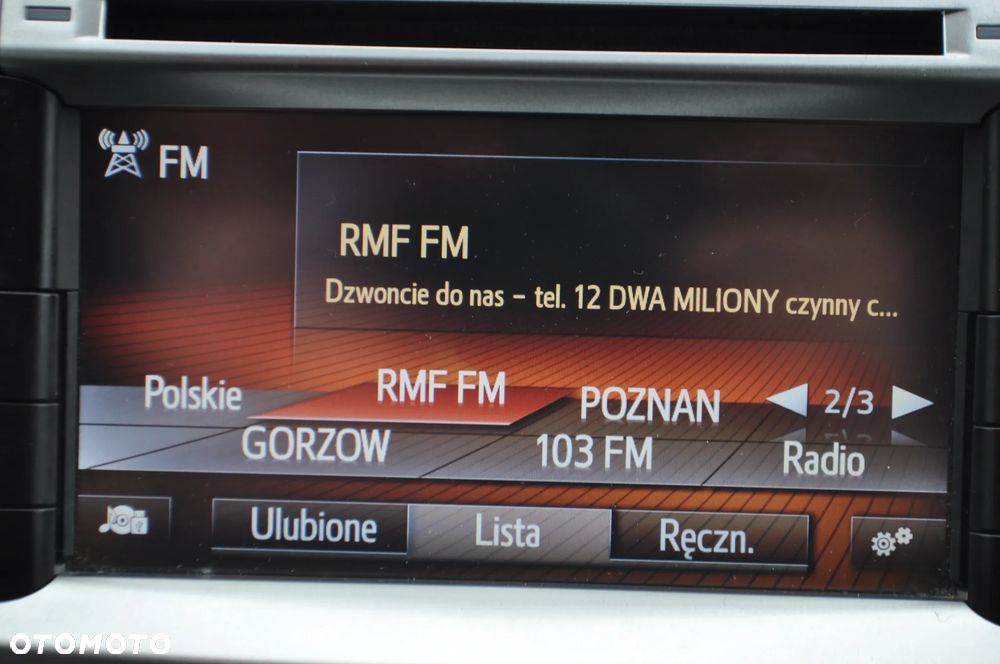 FM
RMF FM
Dzwoncie do nas – tel. 12 DWA MILIONY czynny c...
Polskie RMF FM POZNAN 2/3
GORZOW 103 FM Radio
Ulubione Lista Ręczn.
OTOMOTO